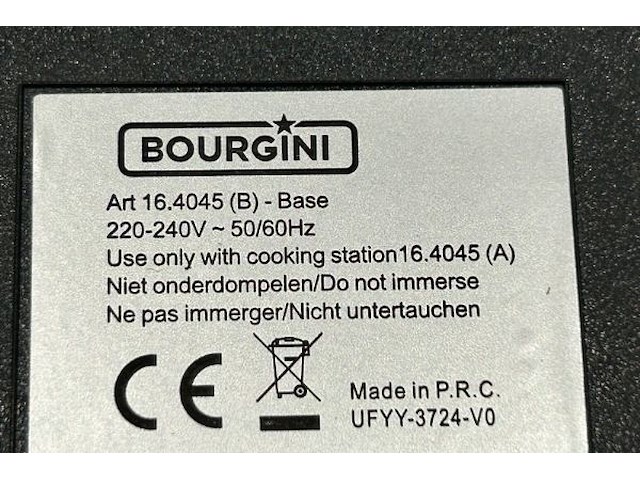 BOURGINI
Art 16.4045 (B) - Base
220-240V ~ 50/60Hz
Use only with cooking station16.4045 (A)
Niet onderdompelen/Do not immerse
Ne pas immerger/Nicht untertauchen
CE
Made in P.R.C.
UFYY-3724-V0